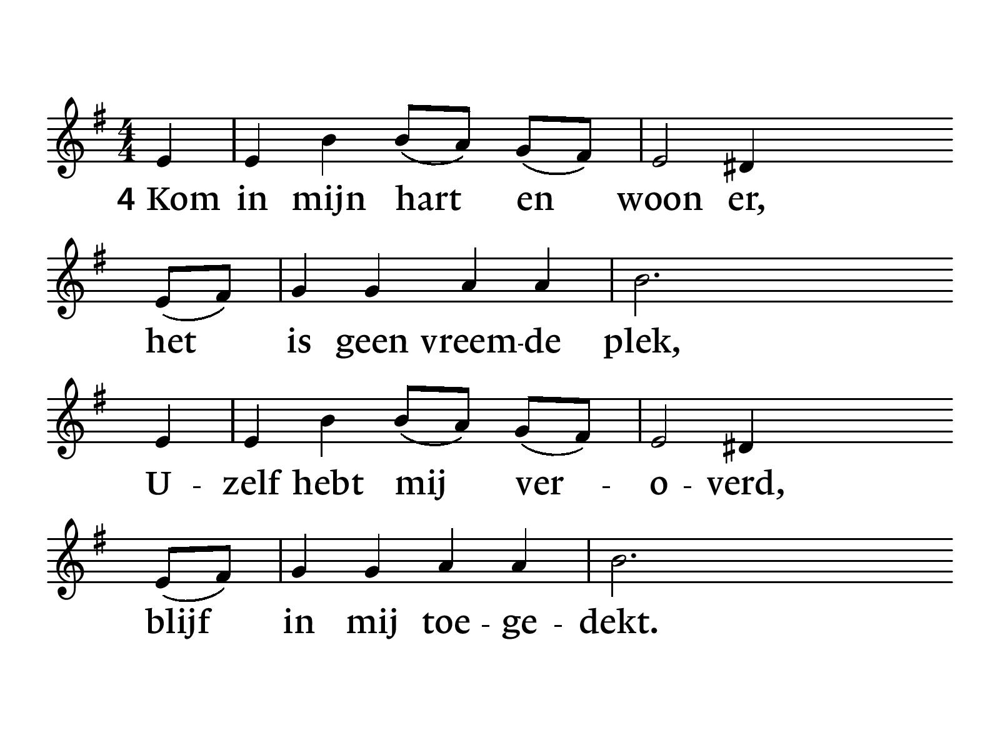 4 Kom in mijn hart en woon er,
het is geen vreem-de plek,
U - zelf hebt mij ver - o - verd,
blijf in mij toe - ge - dekt.